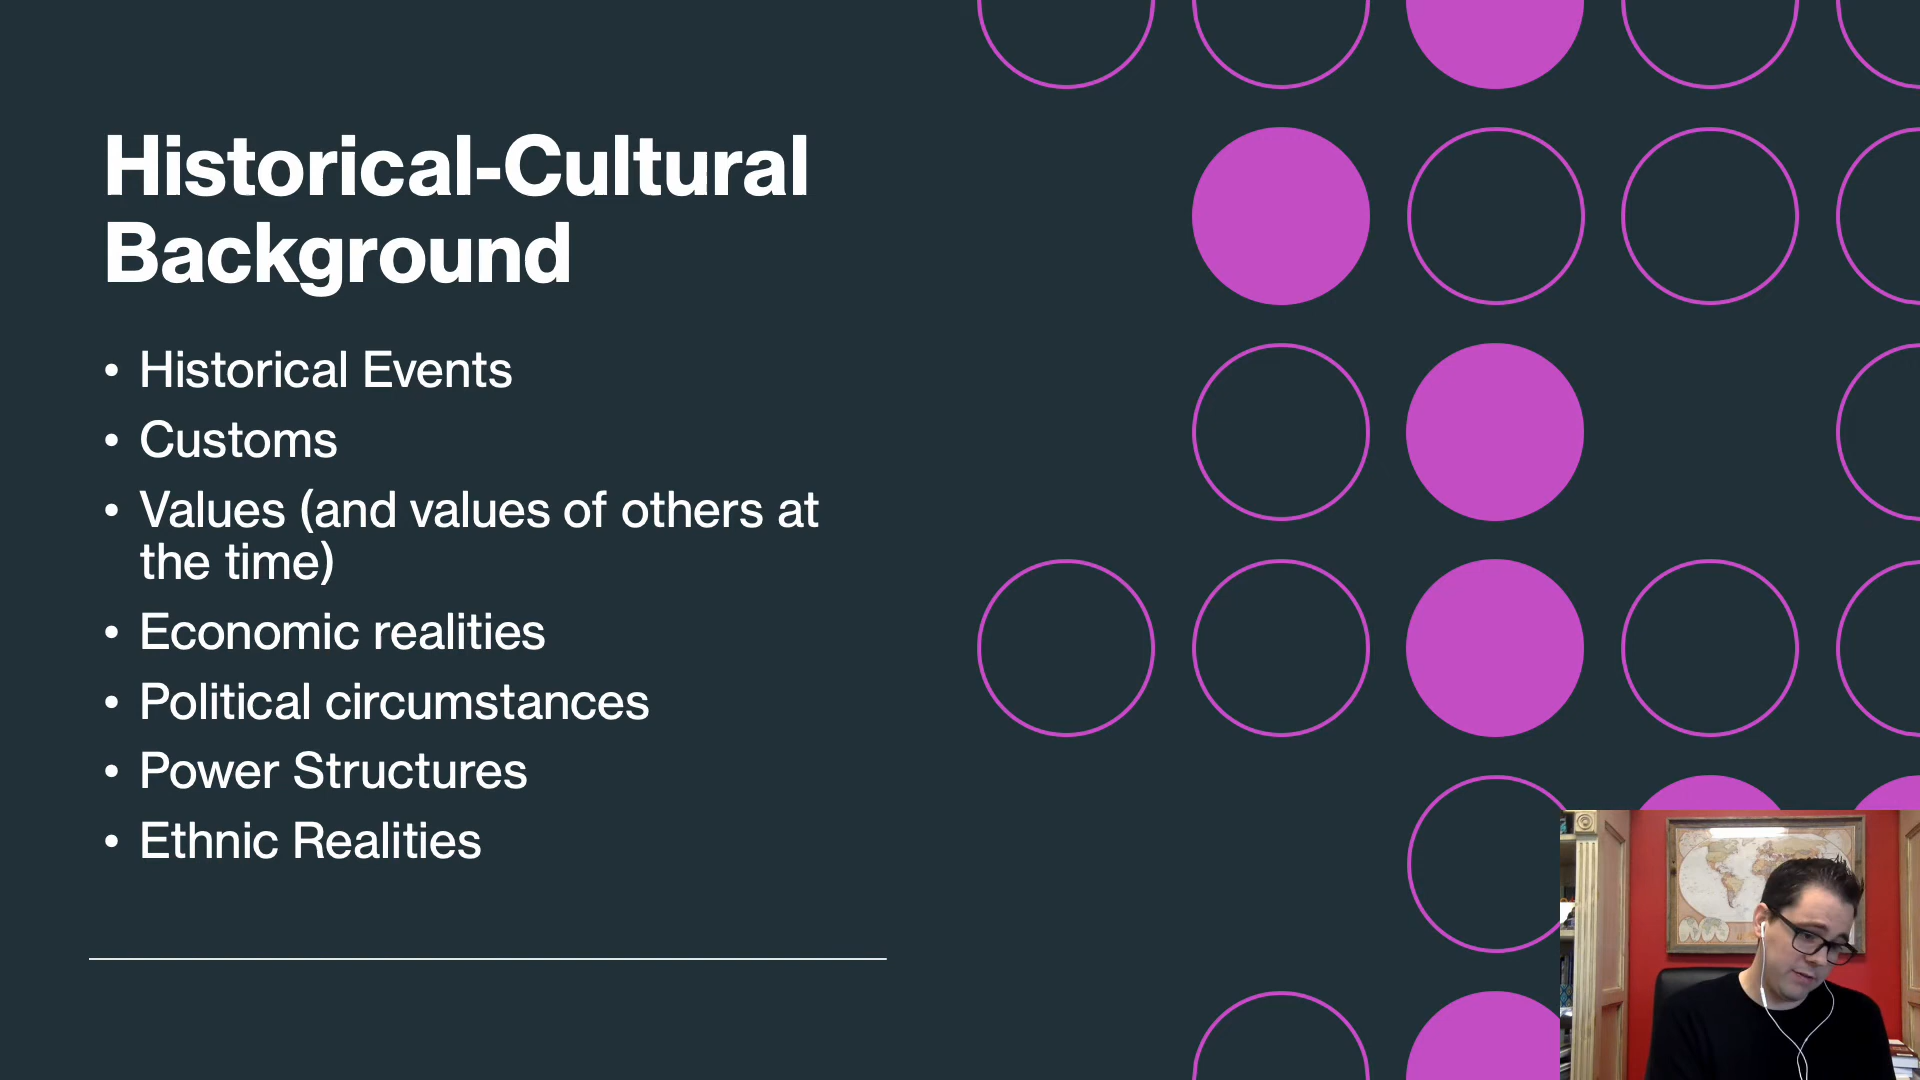 Historical-Cultural
Background
• Historical Events
• Customs
• Values (and values of others at
the time)
• Economic realities
• Political circumstances
• Power Structures
• Ethnic Realities